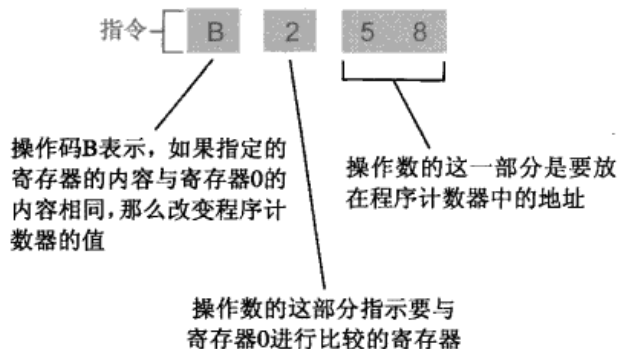 指令 B 2 5 8
操作码B表示，如果指定的
寄存器的内容与寄存器0的
内容相同，那么改变程序计
数器的值
操作数的这一部分是要放
在程序计数器中的地址
操作数的这部分指示要与
寄存器0进行比较的寄存器